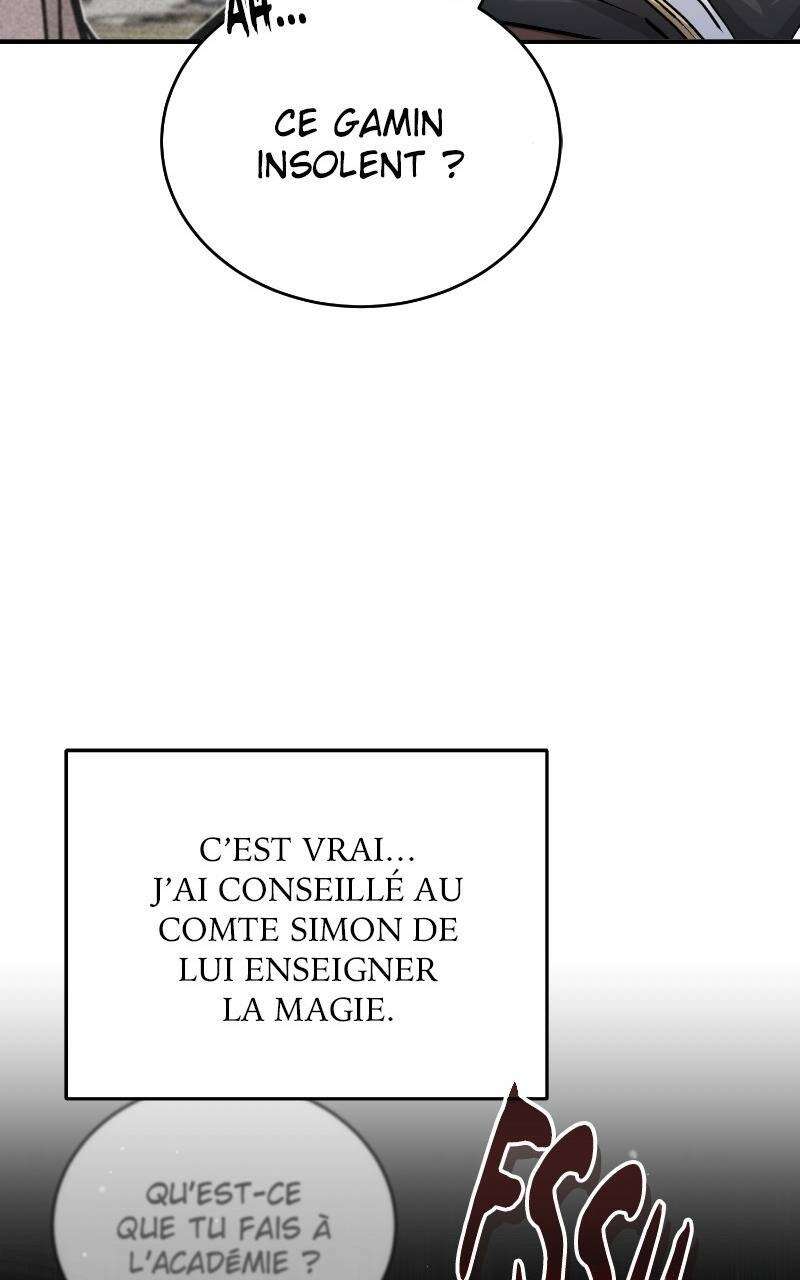 AH...
CE GAMIN
INSOLENT ?
C'EST VRAI...
J'AI CONSEILLÉ AU
COMTE SIMON DE
LUI ENSEIGNER
LA MAGIE.
FSSH
QU'EST-CE
QUE TU FAIS À
L'ACADÉMIE ?